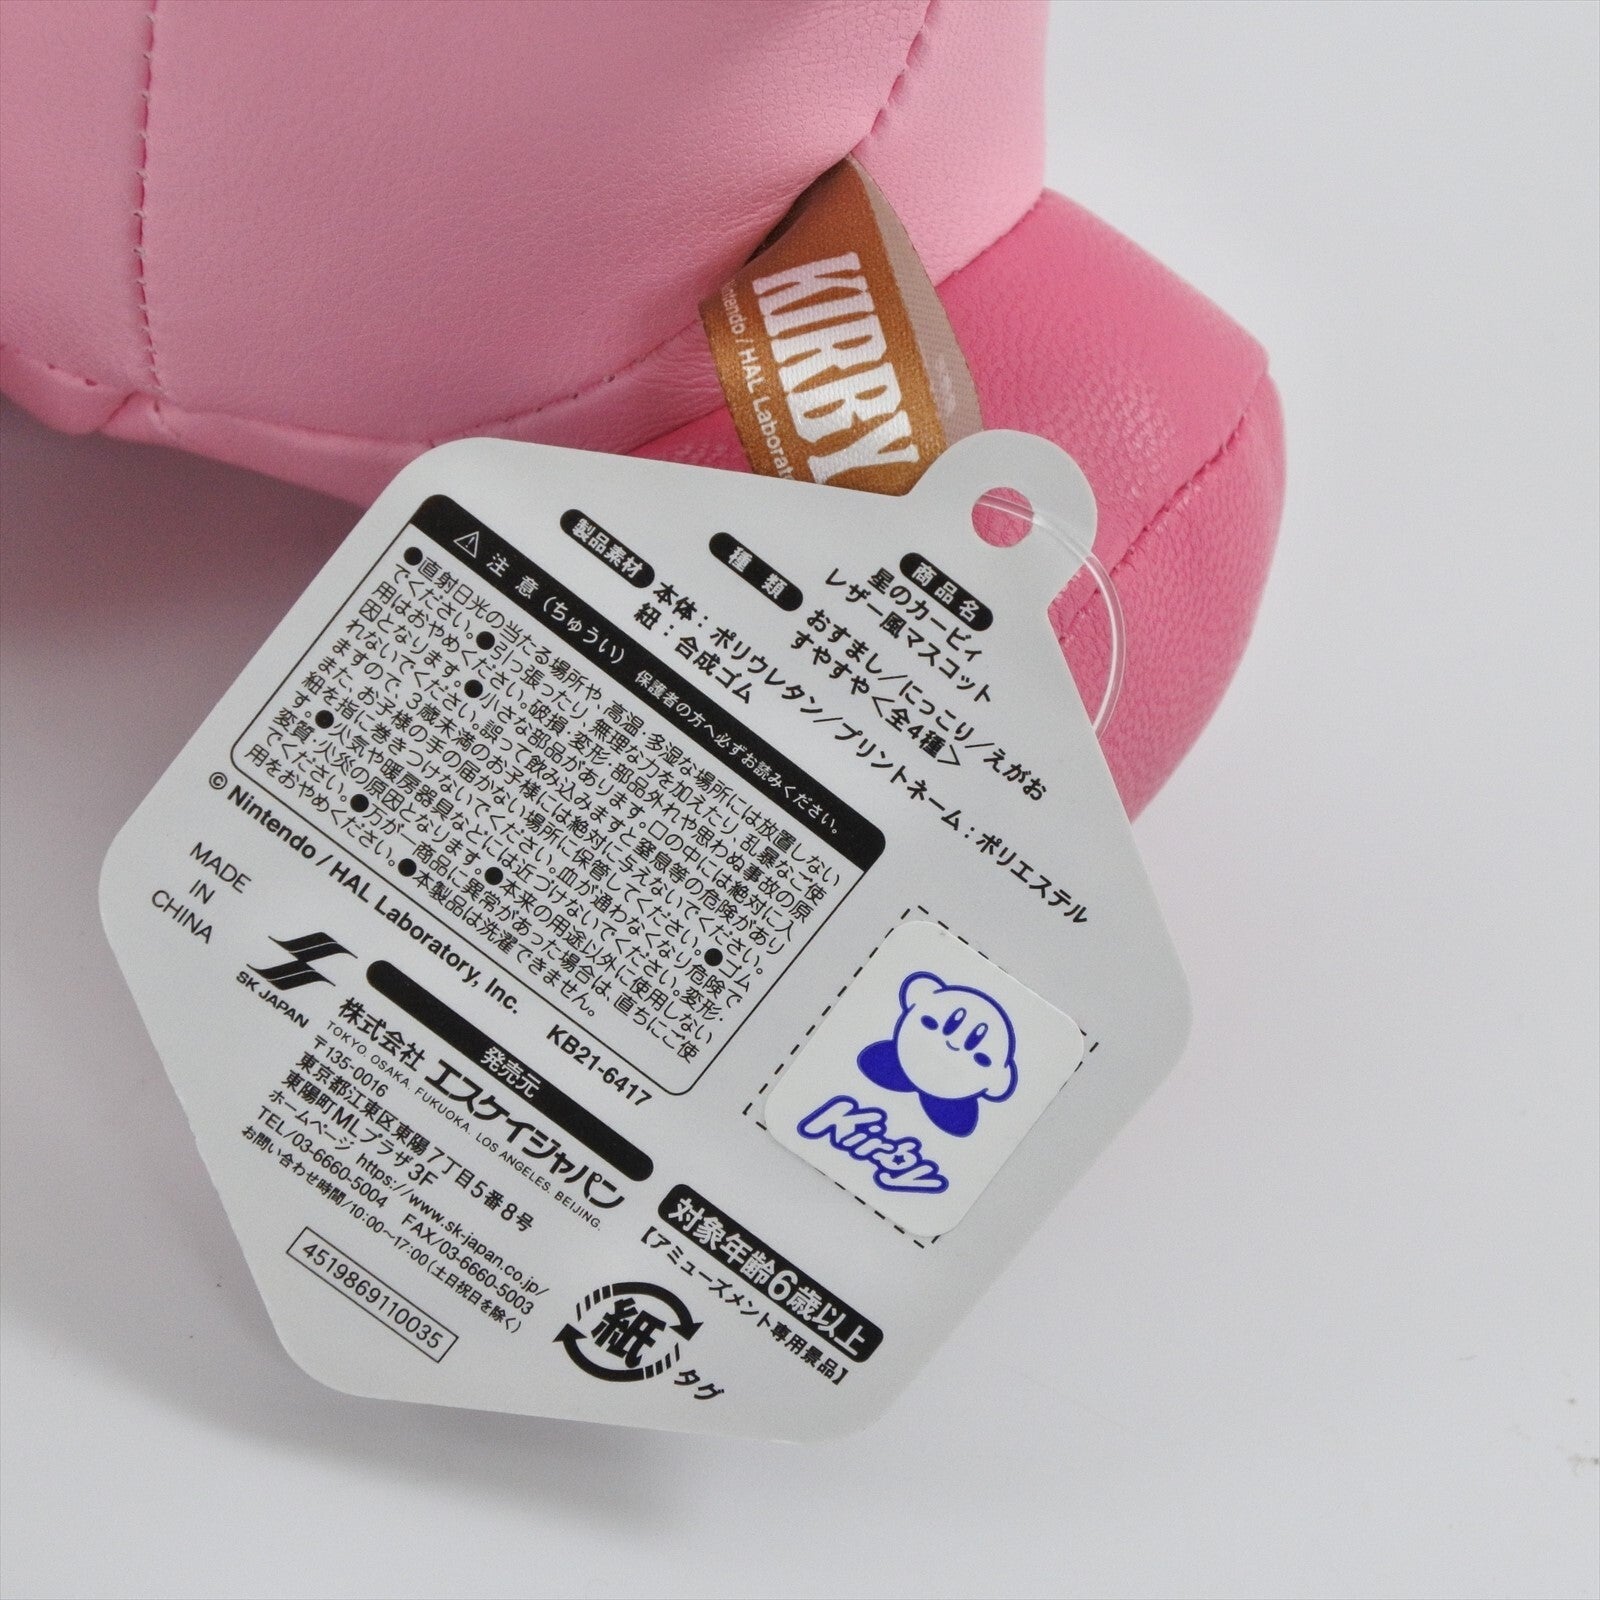 KIRBY
Nintendo / HAL Laborat
商品名
星のカービィ
レザー風マスコット
種類
おすまし/にっこり/えがお
すやすや<全4種>
製品素材
本体:ポリウレタン/プリントネーム:ポリエステル
紐:合成ゴム
注意(ちゅうい) 保護者の方へ必ずお読みください。
●直射日光の当たる場所や、高温・多湿な場所には放置しない
でください。●引っ張ったり、無理な力を加えたり、乱暴なご使
用はおやめください。破損・変形・部品外れや思わぬ事故の原
因となります。●小さな部品があります。口の中には絶対に入
れないでください。誤って飲み込みますと窒息等の危険があり
ますので、3歳未満のお子様には絶対に与えないでください。
また、お子様の手の届かない場所に保管してください。●ゴム
紐を指に巻きつけないでください。血が通わなくなり危険で
す。●火気や暖房器具などには近づけないでください。変形・
変質・火災の原因となります。●本来の用途以外に使用しない
でください。●万が一商品に異常があった場合は、直ちにご使
用をおやめください。●本製品は洗濯できません。
© Nintendo / HAL Laboratory, Inc. KB21-6417
MADE
IN
CHINA
SK JAPAN
発売元
株式会社 エスケイジャパン
TOKYO. OSAKA. FUKUOKA. LOS ANGELES. BEIJING.
〒135-0016
東京都江東区東陽7丁目5番8号
東陽町MLプラザ3F
ホームページ https://www.sk-japan.co.jp/
TEL/03-6660-5004 FAX/03-6660-5003
お問い合わせ時間/10:00~17:00(土日祝日を除く)
4519869110035
対象年齢6歳以上
【アミューズメント専用景品】
紙
タグ
Kirby